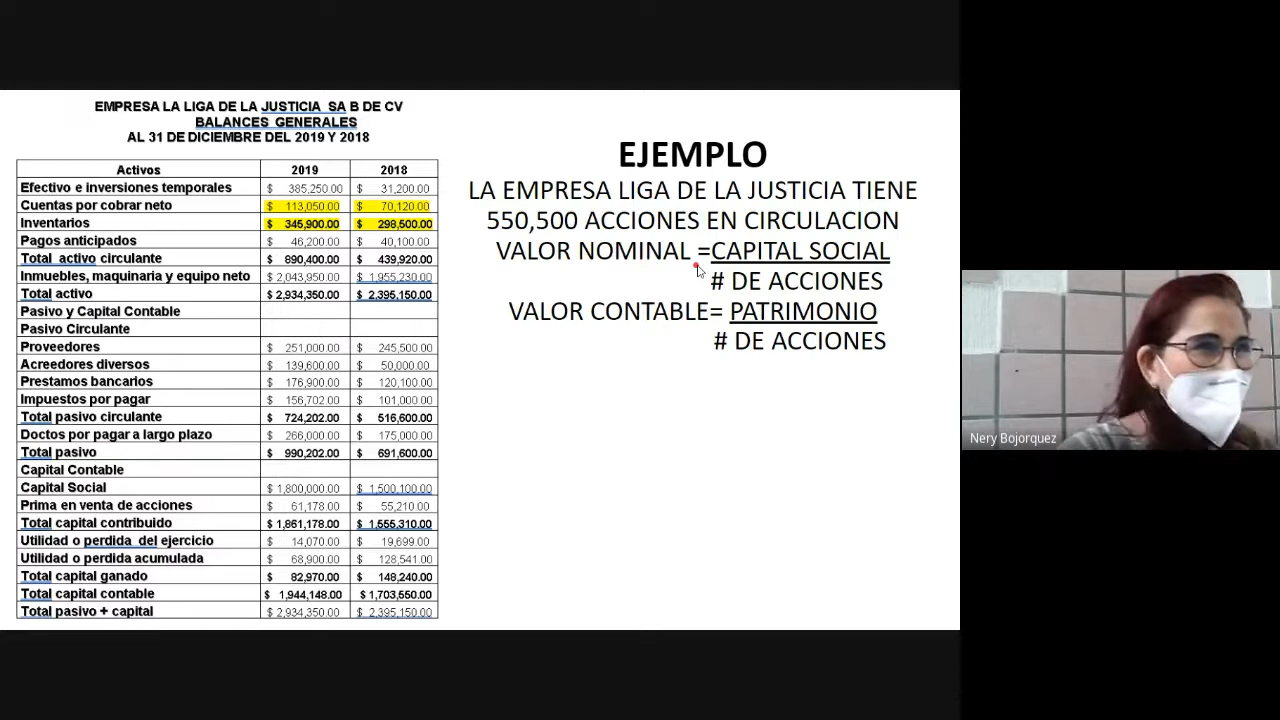 EMPRESA LA LIGA DE LA JUSTICIA SA B DE CV
BALANCES GENERALES
AL 31 DE DICIEMBRE DEL 2019 Y 2018
Activos 2019 2018
Efectivo e inversiones temporales $ 385,250.00 $ 31,200.00
Cuentas por cobrar neto $ 113,050.00 $ 70,120.00
Inventarios $ 345,900.00 $ 298,500.00
Pagos anticipados $ 46,200.00 $ 40,100.00
Total activo circulante $ 890,400.00 $ 439,920.00
Inmuebles, maquinaria y equipo neto $ 2,043,950.00 $ 1,955,230.00
Total activo $ 2,934,350.00 $ 2,395,150.00
Pasivo y Capital Contable
Pasivo Circulante
Proveedores $ 251,000.00 $ 245,500.00
Acreedores diversos $ 139,600.00 $ 50,000.00
Prestamos bancarios $ 176,900.00 $ 120,100.00
Impuestos por pagar $ 156,702.00 $ 101,000.00
Total pasivo circulante $ 724,202.00 $ 516,600.00
Doctos por pagar a largo plazo $ 266,000.00 $ 175,000.00
Total pasivo $ 990,202.00 $ 691,600.00
Capital Contable
Capital Social $ 1,800,000.00 $ 1,500,100.00
Prima en venta de acciones $ 61,178.00 $ 55,210.00
Total capital contribuido $ 1,861,178.00 $ 1,555,310.00
Utilidad o perdida del ejercicio $ 14,070.00 $ 19,699.00
Utilidad o perdida acumulada $ 68,900.00 $ 128,541.00
Total capital ganado $ 82,970.00 $ 148,240.00
Total capital contable $ 1,944,148.00 $ 1,703,550.00
Total pasivo + capital $ 2,934,350.00 $ 2,395,150.00
EJEMPLO
LA EMPRESA LIGA DE LA JUSTICIA TIENE
550,500 ACCIONES EN CIRCULACION
VALOR NOMINAL =CAPITAL SOCIAL
# DE ACCIONES
VALOR CONTABLE= PATRIMONIO
# DE ACCIONES
Nery Bojorquez